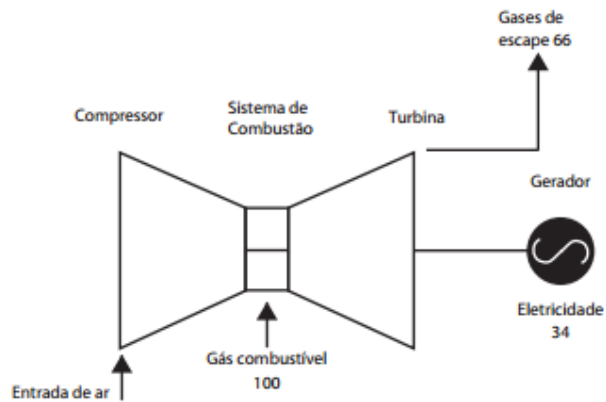 Gases de
escape 66
Compressor
Sistema de
Combustão
Turbina
Gerador
Eletricidade
34
Gás combustível
100
Entrada de ar